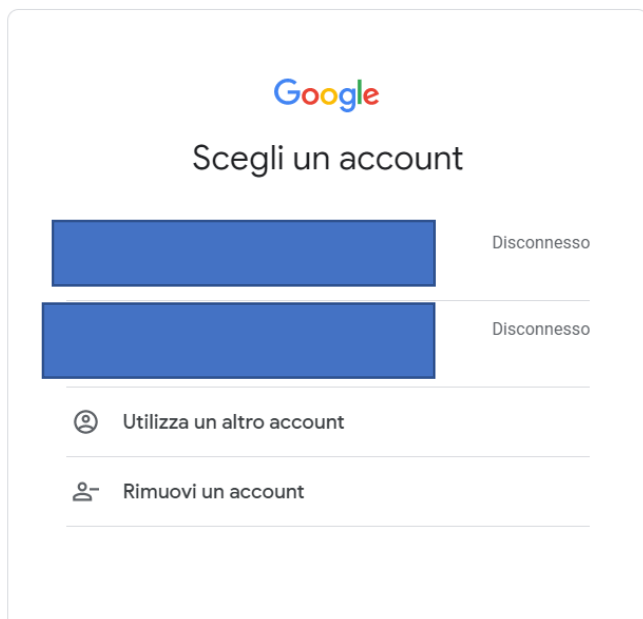 Google
Scegli un account
Disconnesso
Disconnesso
Utilizza un altro account
Rimuovi un account